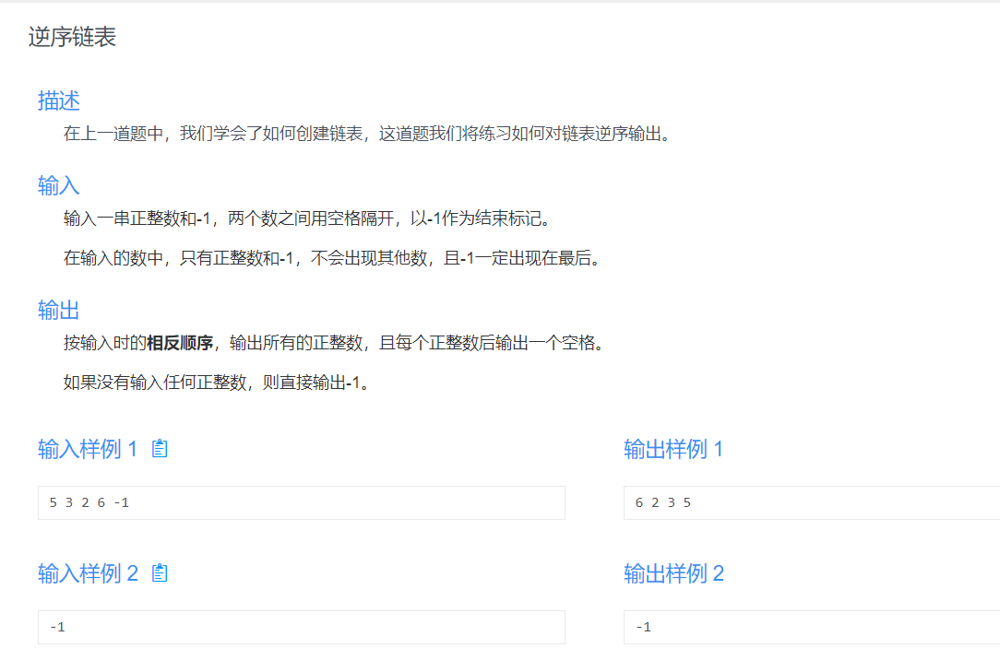 逆序链表
描述
在上一道题中，我们学会了如何创建链表，这道题我们将练习如何对链表逆序输出。
输入
输入一串正整数和-1，两个数之间用空格隔开，以-1作为结束标记。
在输入的数中，只有正整数和-1，不会出现其他数，且-1一定出现在最后。
输出
按输入时的相反顺序，输出所有的正整数，且每个正整数后输出一个空格。
如果没有输入任何正整数，则直接输出-1。
输入样例 1
5 3 2 6 -1
输出样例 1
6 2 3 5
输入样例 2
-1
输出样例 2
-1